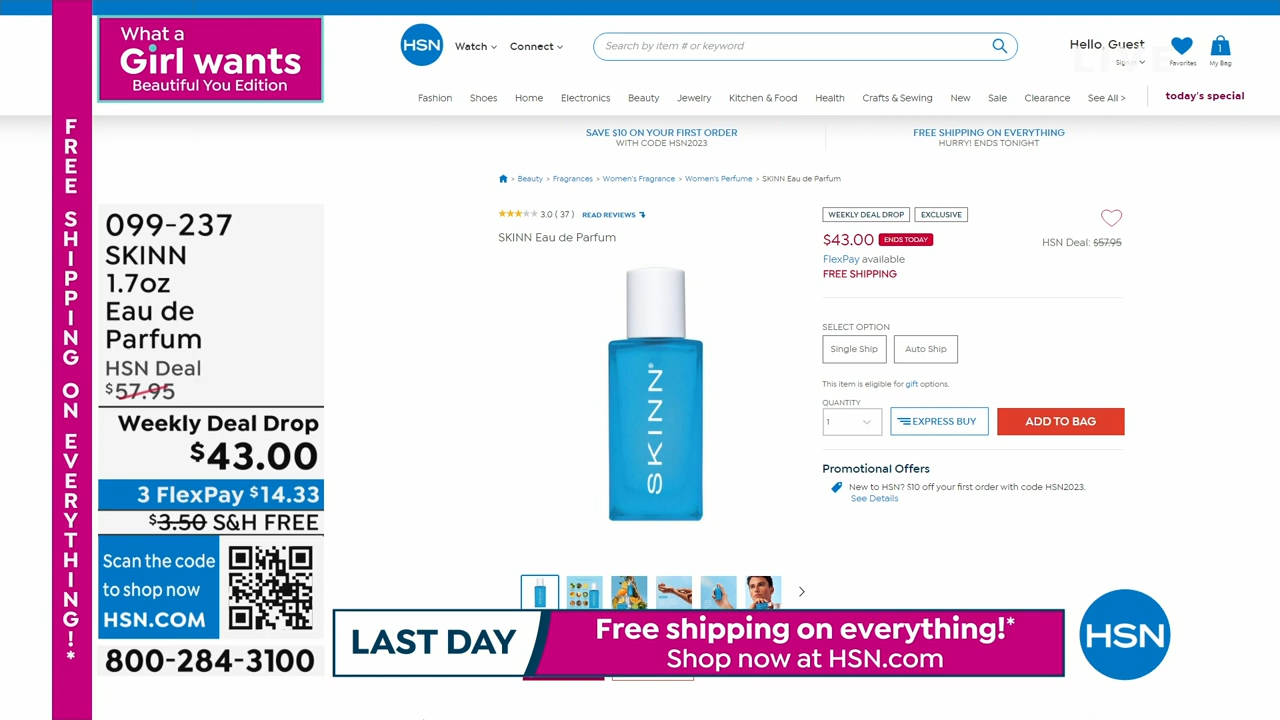 What a
Girl wants
Beautiful You Edition
FREE SHIPPING ON EVERYTHING!*
099-237
SKINN
1.7oz
Eau de
Parfum
HSN Deal
$57.95
Weekly Deal Drop
$43.00
3 FlexPay $14.33
$3.50 S&H FREE
Scan the code
to shop now
HSN.COM
800-284-3100
HSN
Watch
Connect
Search by item # or keyword
Hello, Guest
Favorites
1
My Bag
Fashion Shoes Home Electronics Beauty Jewelry Kitchen & Food Health Crafts & Sewing New Sale Clearance See All >
today's special
SAVE $10 ON YOUR FIRST ORDER
WITH CODE HSN2023
FREE SHIPPING ON EVERYTHING
HURRY! ENDS TONIGHT
> Beauty > Fragrances > Women's Fragrance > Women's Perfume > SKINN Eau de Parfum
3.0 ( 37 ) READ REVIEWS
SKINN Eau de Parfum
SKINN®
WEEKLY DEAL DROP
EXCLUSIVE
$43.00 ENDS TODAY
HSN Deal: $57.95
FlexPay available
FREE SHIPPING
SELECT OPTION
Single Ship
Auto Ship
This item is eligible for gift options.
QUANTITY
1
EXPRESS BUY
ADD TO BAG
Promotional Offers
New to HSN? $10 off your first order with code HSN2023.
See Details
LAST DAY
Free shipping on everything!*
Shop now at HSN.com
HSN